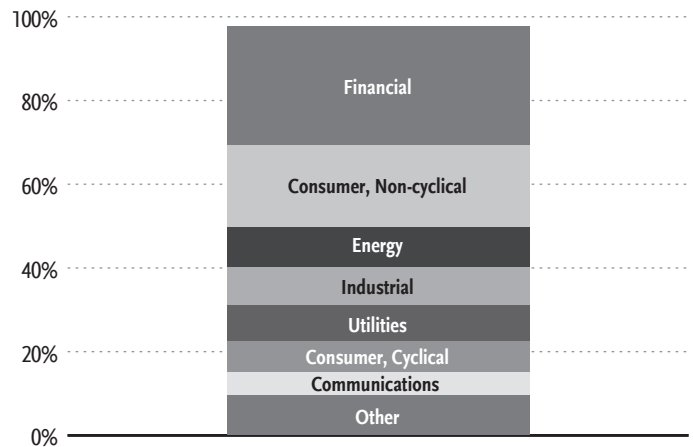 100%
Financial
80%
Consumer, Non-cyclical
60%
Energy
40%
Industrial
Utilities
20%
Consumer, Cyclical
Communications
Other
0%